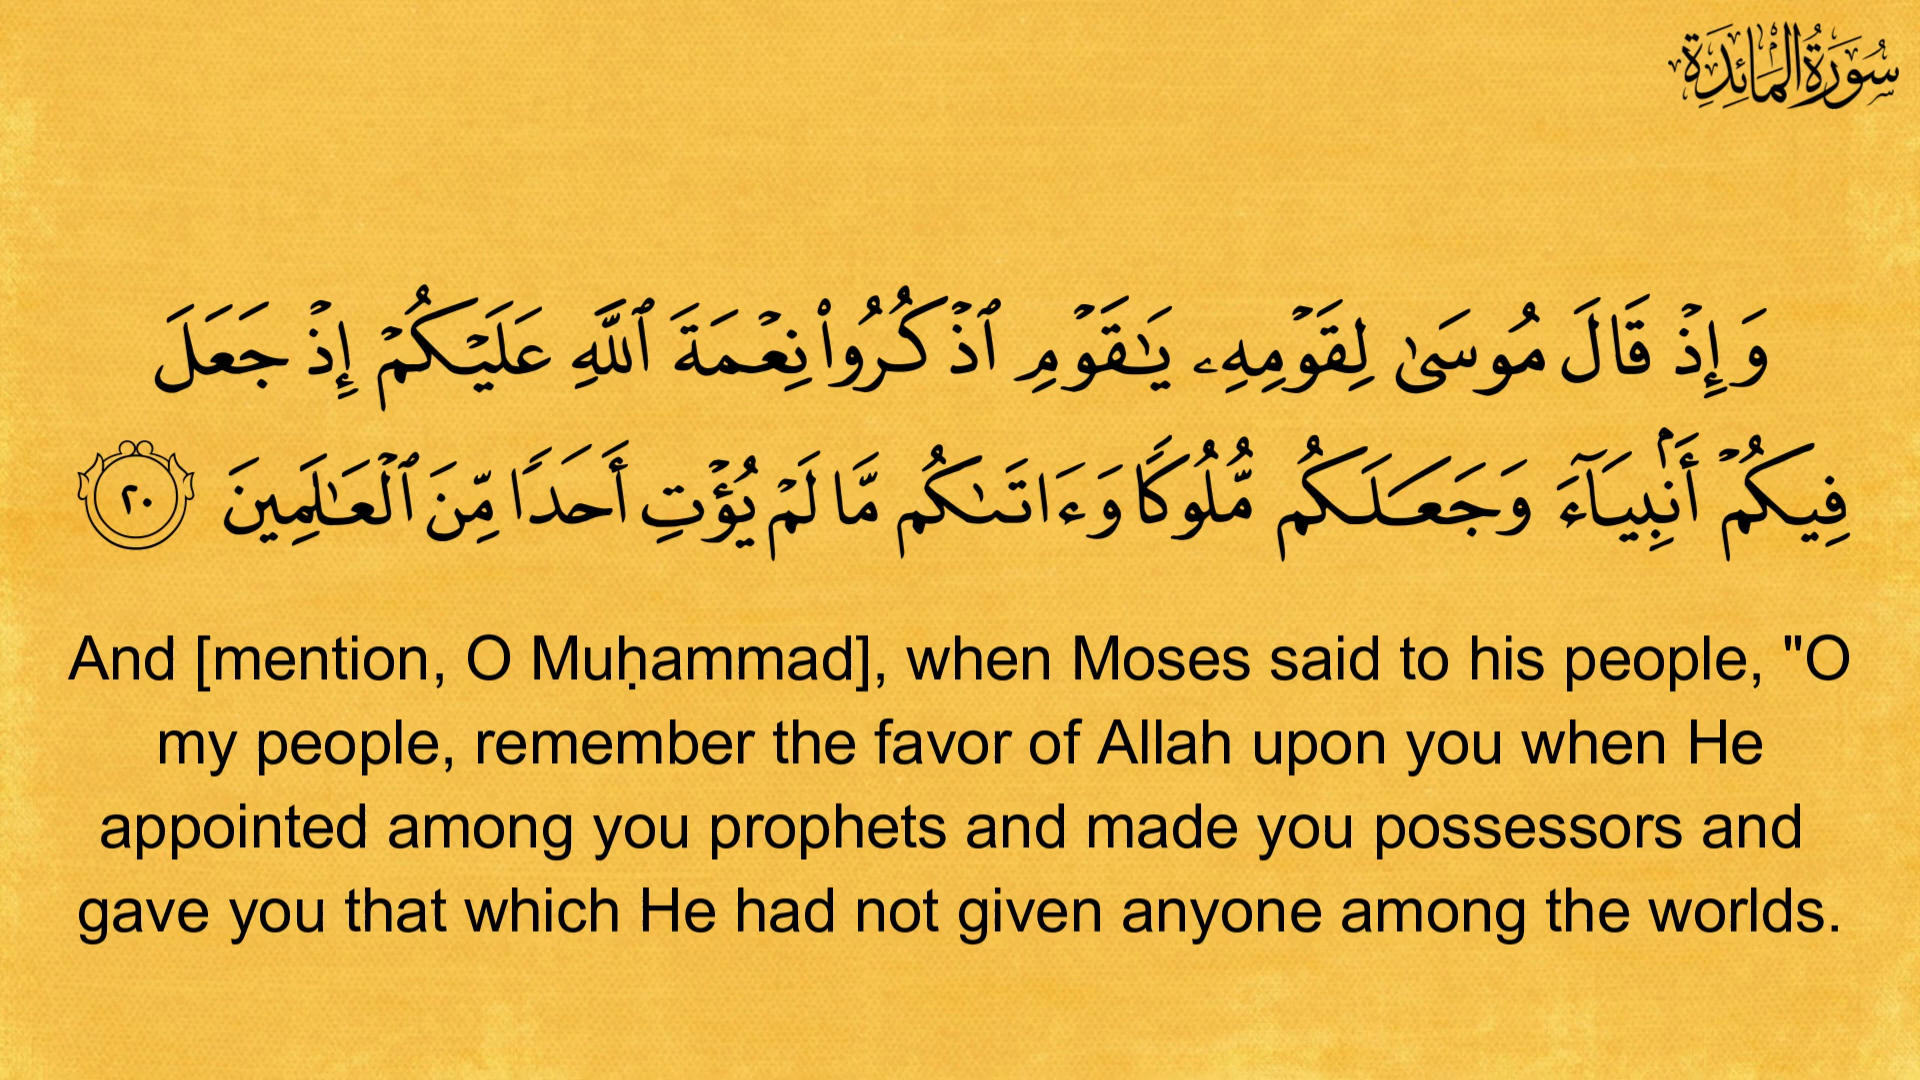 سُورَةُ المَائِدَةِ
وَإِذۡ قَالَ مُوسَىٰ لِقَوۡمِهِۦ يَٰقَوۡمِ ٱذۡكُرُواْ نِعۡمَةَ ٱللَّهِ عَلَيۡكُمۡ إِذۡ جَعَلَ
فِيكُمۡ أَنۢبِيَآءَ وَجَعَلَكُم مُّلُوكٗا وَءَاتَىٰكُم مَّا لَمۡ يُؤۡتِ أَحَدٗا مِّنَ ٱلۡعَٰلَمِينَ ٢٠
And [mention, O Muḥammad], when Moses said to his people, "O
my people, remember the favor of Allah upon you when He
appointed among you prophets and made you possessors and
gave you that which He had not given anyone among the worlds.